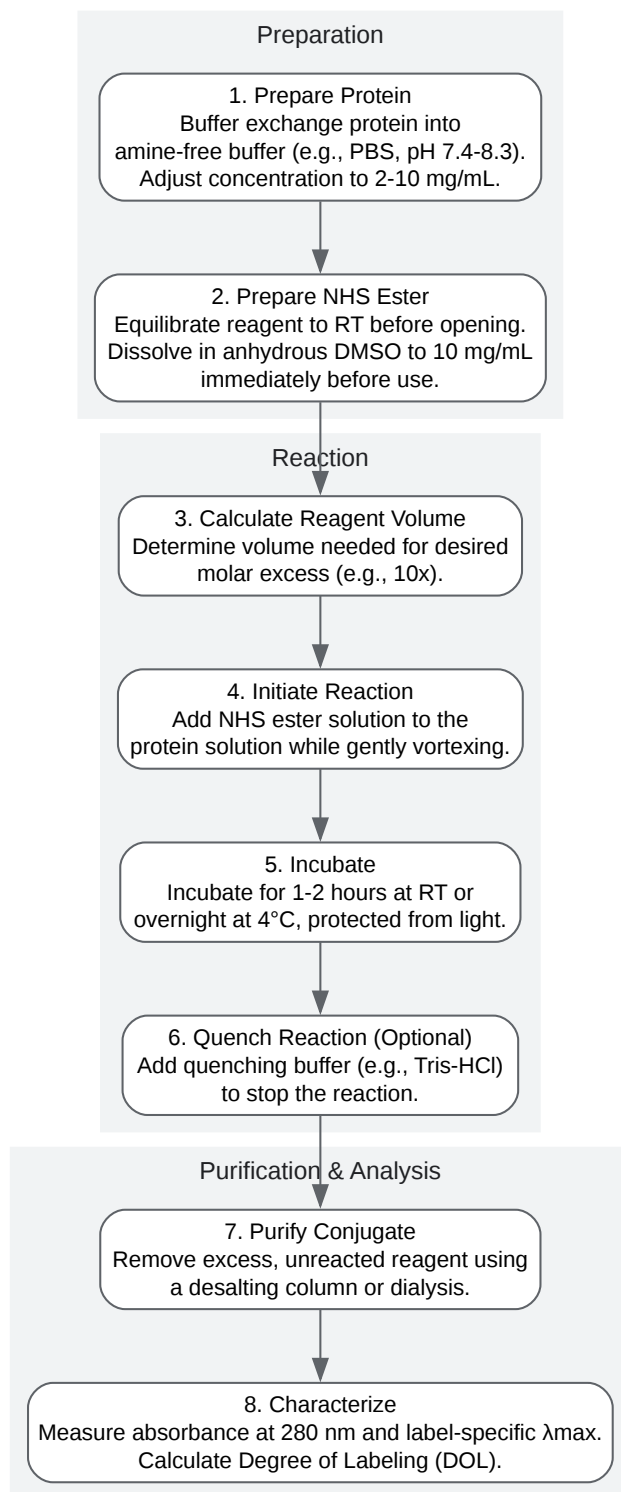 Preparation
1. Prepare Protein
Buffer exchange protein into
amine-free buffer (e.g., PBS, pH 7.4-8.3).
Adjust concentration to 2-10 mg/mL.
2. Prepare NHS Ester
Equilibrate reagent to RT before opening.
Dissolve in anhydrous DMSO to 10 mg/mL
immediately before use.
Reaction
3. Calculate Reagent Volume
Determine volume needed for desired
molar excess (e.g., 10x).
4. Initiate Reaction
Add NHS ester solution to the
protein solution while gently vortexing.
5. Incubate
Incubate for 1-2 hours at RT or
overnight at 4°C, protected from light.
6. Quench Reaction (Optional)
Add quenching buffer (e.g., Tris-HCl)
to stop the reaction.
Purification & Analysis
7. Purify Conjugate
Remove excess, unreacted reagent using
a desalting column or dialysis.
8. Characterize
Measure absorbance at 280 nm and label-specific λmax.
Calculate Degree of Labeling (DOL).